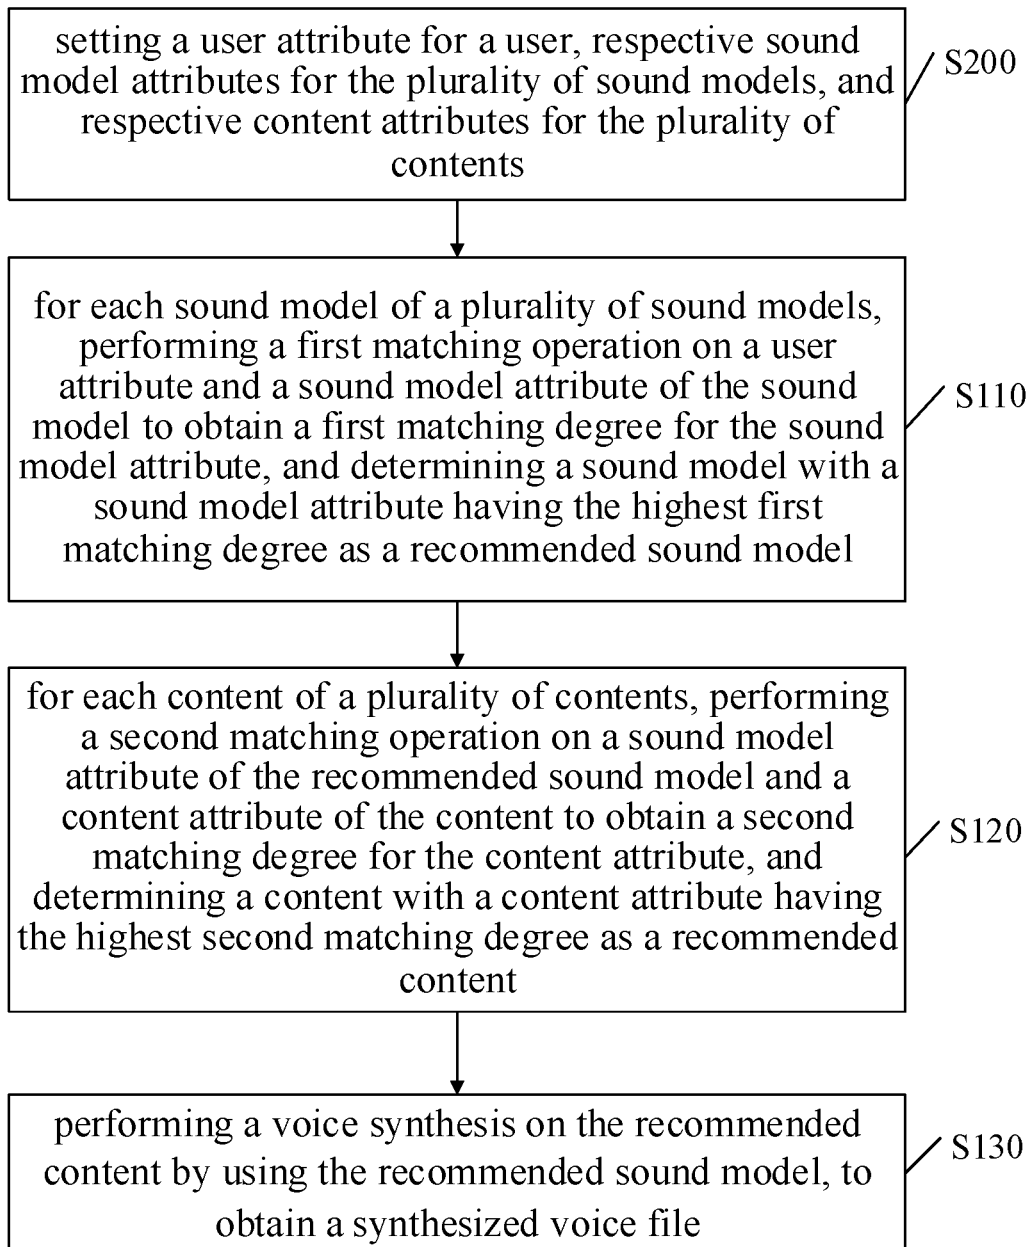 setting a user attribute for a user, respective sound
model attributes for the plurality of sound models, and
respective content attributes for the plurality of
contents
S200
for each sound model of a plurality of sound models,
performing a first matching operation on a user
attribute and a sound model attribute of the sound
model to obtain a first matching degree for the sound
model attribute, and determining a sound model with a
sound model attribute having the highest first
matching degree as a recommended sound model
S110
for each content of a plurality of contents, performing
a second matching operation on a sound model
attribute of the recommended sound model and a
content attribute of the content to obtain a second
matching degree for the content attribute, and
determining a content with a content attribute having
the highest second matching degree as a recommended
content
S120
performing a voice synthesis on the recommended
content by using the recommended sound model, to
obtain a synthesized voice file
S130